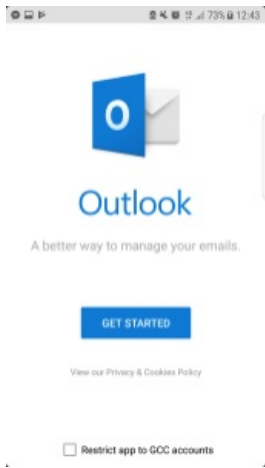 73% 12:43
O
Outlook
A better way to manage your emails.
GET STARTED
View our Privacy & Cookies Policy
Restrict app to GCC accounts